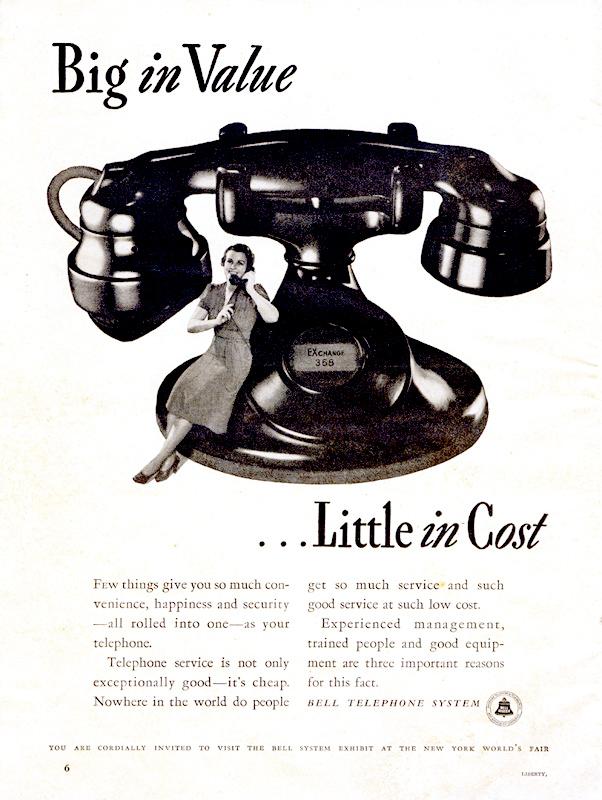 Big in Value
EXCHANGE
358
...Little in Cost
FEW things give you so much con-
venience, happiness and security
—all rolled into one—as your
telephone.
Telephone service is not only
exceptionally good—it's cheap.
Nowhere in the world do people
get so much service and such
good service at such low cost.
Experienced management,
trained people and good equip-
ment are three important reasons
for this fact.
BELL TELEPHONE SYSTEM
YOU ARE CORDIALLY INVITED TO VISIT THE BELL SYSTEM EXHIBIT AT THE NEW YORK WORLD'S FAIR
6
LIBERTY,